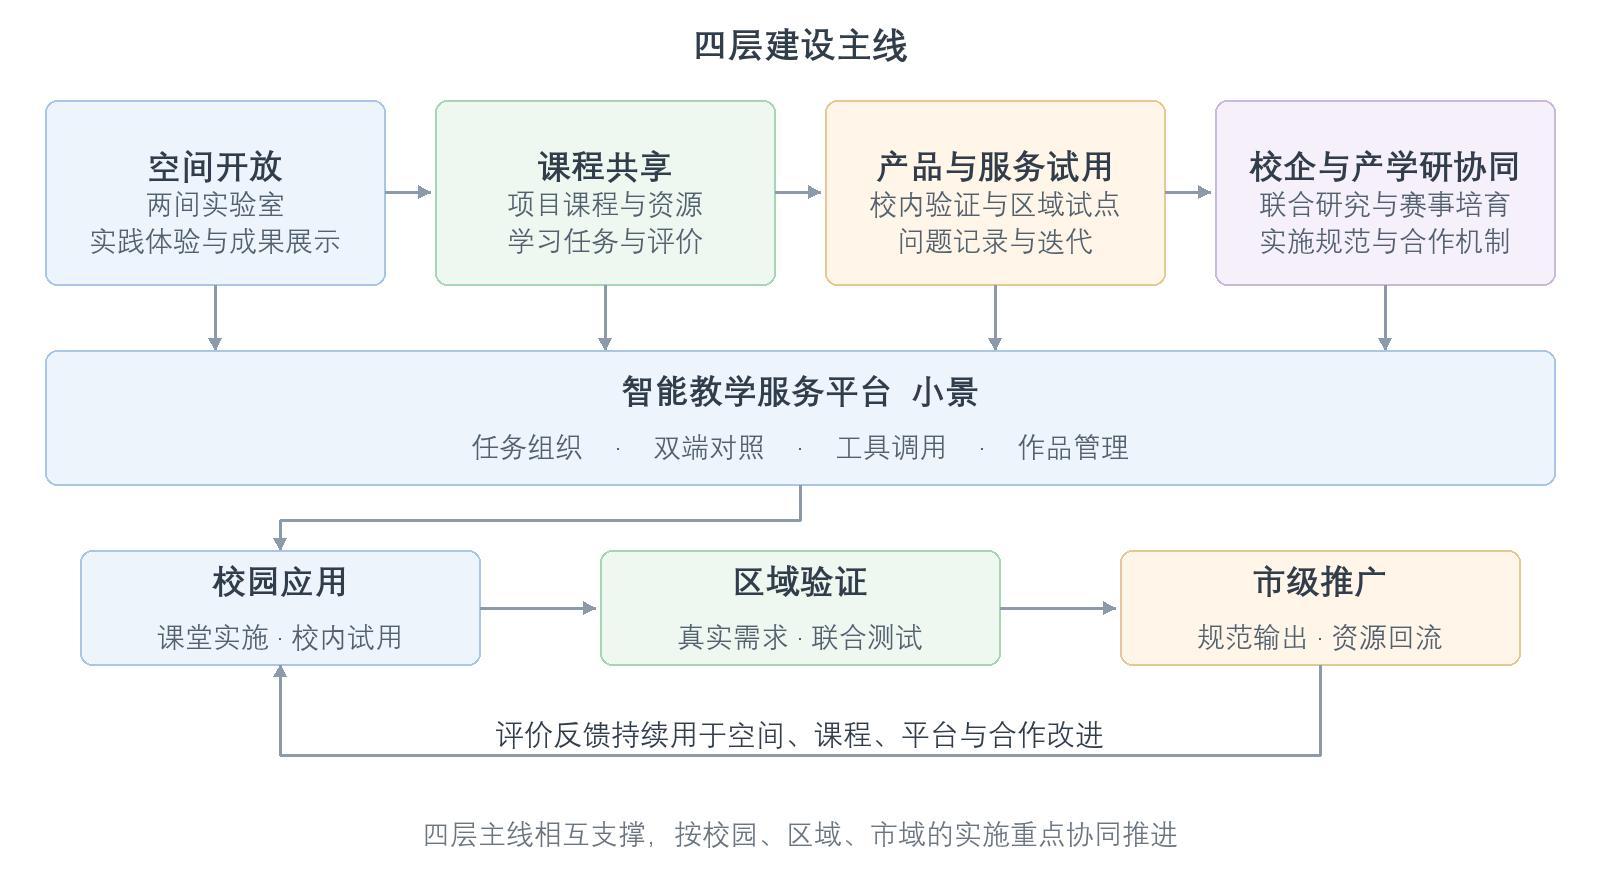 四层建设主线
空间开放
两间实验室
实践体验与成果展示
课程共享
项目课程与资源
学习任务与评价
产品与服务试用
校内验证与区域试点
问题记录与迭代
校企与产学研协同
联合研究与赛事培育
实施规范与合作机制
智能教学服务平台 小景
任务组织 · 双端对照 · 工具调用 · 作品管理
校园应用
课堂实施 · 校内试用
区域验证
真实需求 · 联合测试
市级推广
规范输出 · 资源回流
评价反馈持续用于空间、课程、平台与合作改进
四层主线相互支撑，按校园、区域、市域的实施重点协同推进